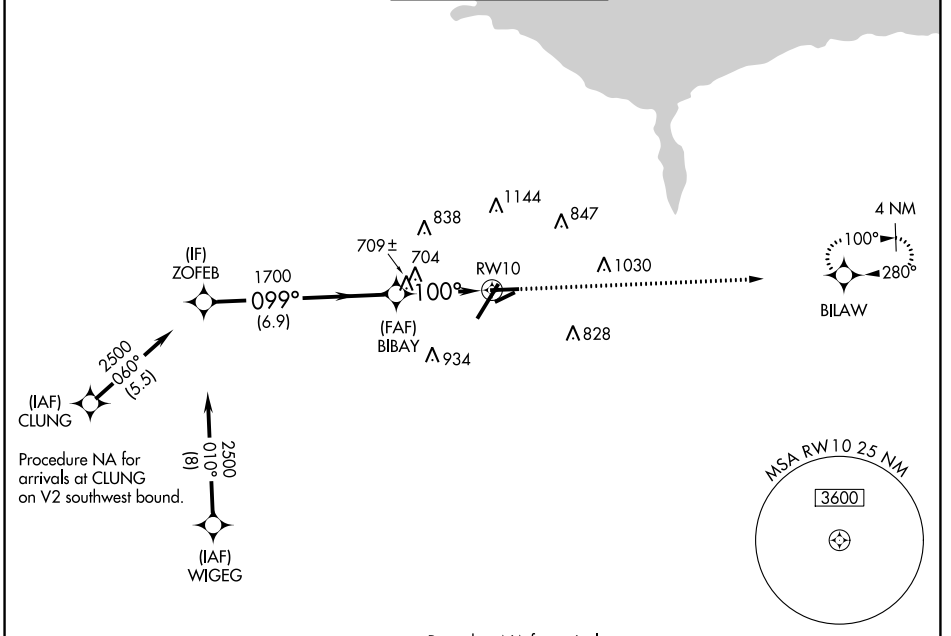 838
1144
847
709±
704
RW10
1030
4 NM
100°
280°
BILAW
(IF)
ZOFEB
1700
099°
(6.9)
100°
(FAF)
BIBAY
934
828
2500
060°
(5.5)
(IAF)
CLUNG
Procedure NA for
arrivals at CLUNG
on V2 southwest bound.
2500
010°
(8)
(IAF)
WIGEG
MSA RW10 25 NM
3600